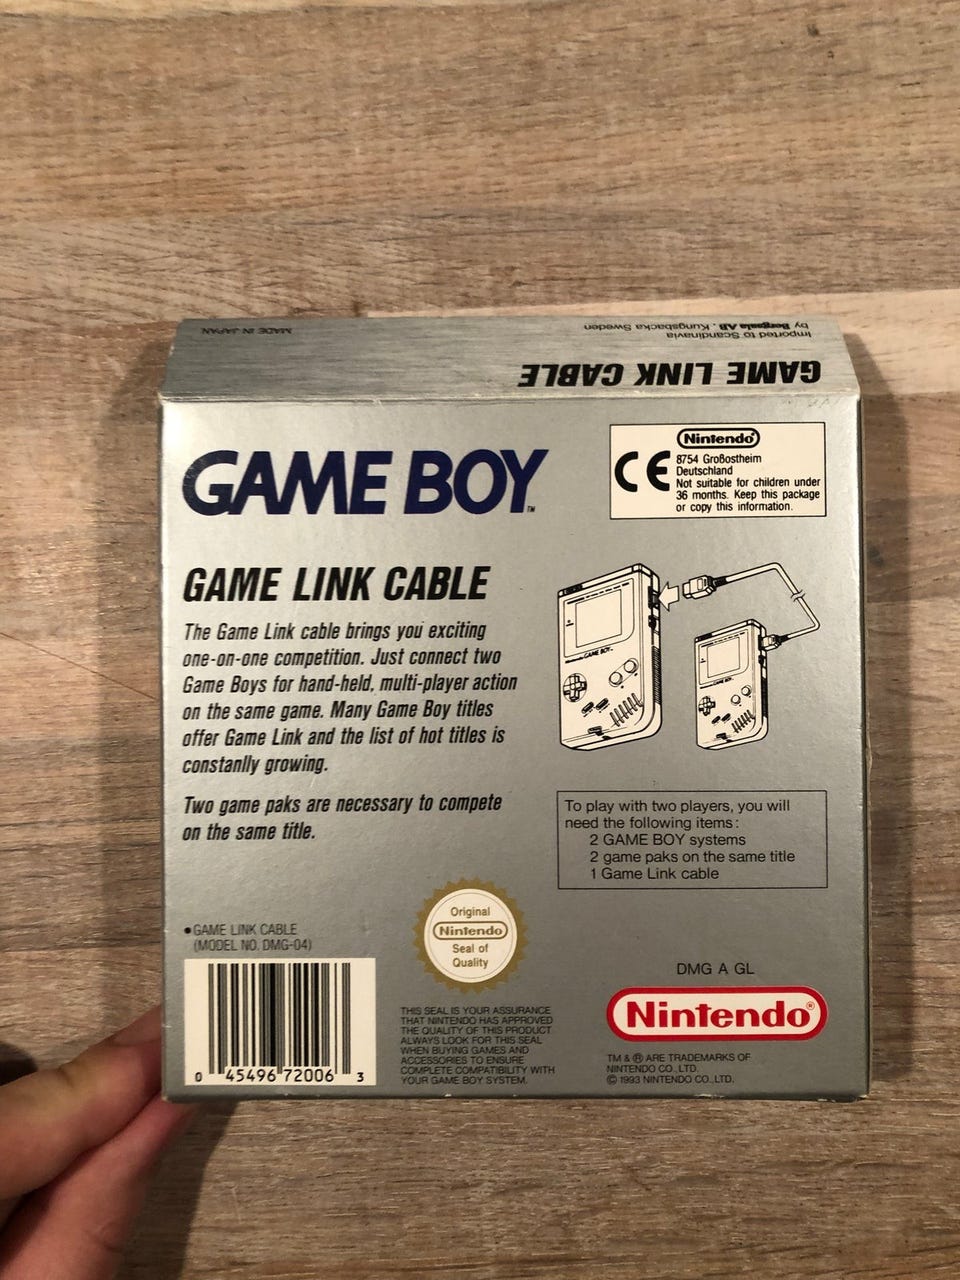 MADE IN JAPAN
Imported to Scandinavia
by Bergsala AB, Kungsbacka Sweden
GAME LINK CABLE
GAME BOY™
Nintendo®
CE
8754 Großostheim
Deutschland
Not suitable for children under
36 months. Keep this package
or copy this information.
GAME LINK CABLE
The Game Link cable brings you exciting
one-on-one competition. Just connect two
Game Boys for hand-held, multi-player action
on the same game. Many Game Boy titles
offer Game Link and the list of hot titles is
constanlly growing.
Two game paks are necessary to compete
on the same title.
Nintendo GAME BOY™
Nintendo GAME BOY™
To play with two players, you will
need the following items:
2 GAME BOY systems
2 game paks on the same title
1 Game Link cable
• GAME LINK CABLE
(MODEL NO. DMG-04)
0 45496 72006 3
Original
Nintendo
Seal of
Quality
THIS SEAL IS YOUR ASSURANCE
THAT NINTENDO HAS APPROVED
THE QUALITY OF THIS PRODUCT
ALWAYS LOOK FOR THIS SEAL
WHEN BUYING GAMES AND
ACCESSORIES TO ENSURE
COMPLETE COMPATIBILITY WITH
YOUR GAME BOY SYSTEM.
DMG A GL
Nintendo®
TM & ® ARE TRADEMARKS OF
NINTENDO CO., LTD.
© 1993 NINTENDO CO., LTD.